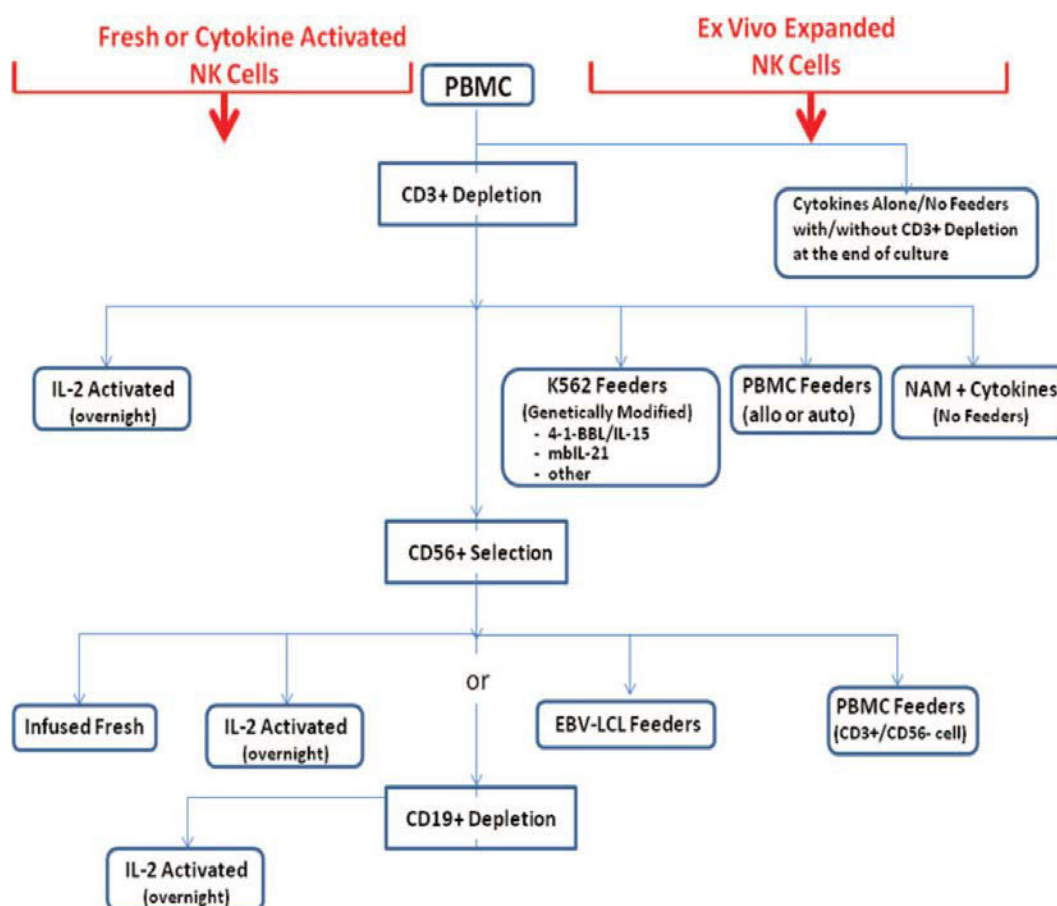 Fresh or Cytokine Activated
NK Cells
Ex Vivo Expanded
NK Cells
PBMC
CD3+ Depletion
Cytokines Alone/No Feeders
with/without CD3+ Depletion
at the end of culture
IL-2 Activated
(overnight)
K562 Feeders
(Genetically Modified)
- 4-1-BBL/IL-15
- mbIL-21
- other
PBMC Feeders
(allo or auto)
NAM + Cytokines
(No Feeders)
CD56+ Selection
or
Infused Fresh
IL-2 Activated
(overnight)
EBV-LCL Feeders
PBMC Feeders
(CD3+/CD56- cell)
CD19+ Depletion
IL-2 Activated
(overnight)